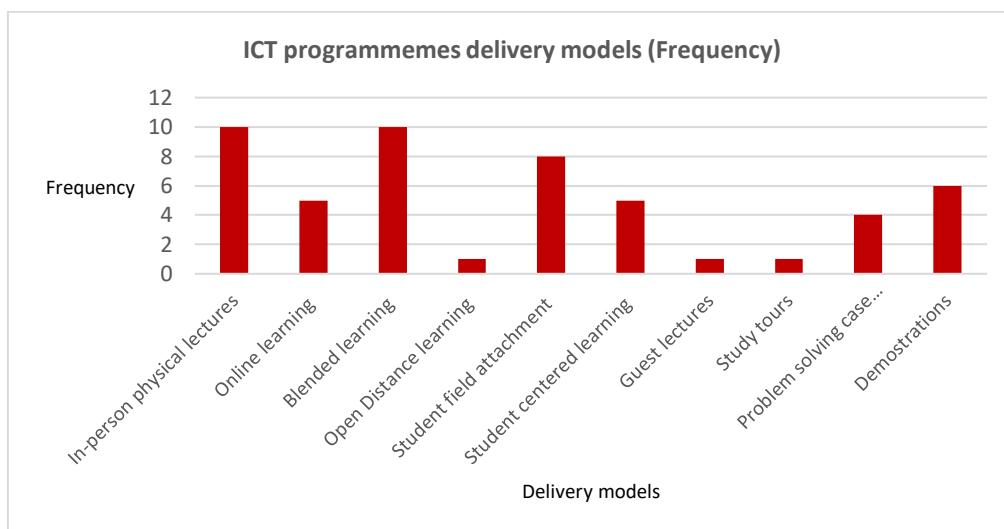 ICT programmemes delivery models (Frequency)
12
10
8
6
4
2
0
Frequency
In-person physical lectures
Online learning
Blended learning
Open Distance learning
Student field attachment
Student centered learning
Guest lectures
Study tours
Problem solving case...
Demostrations
Delivery models